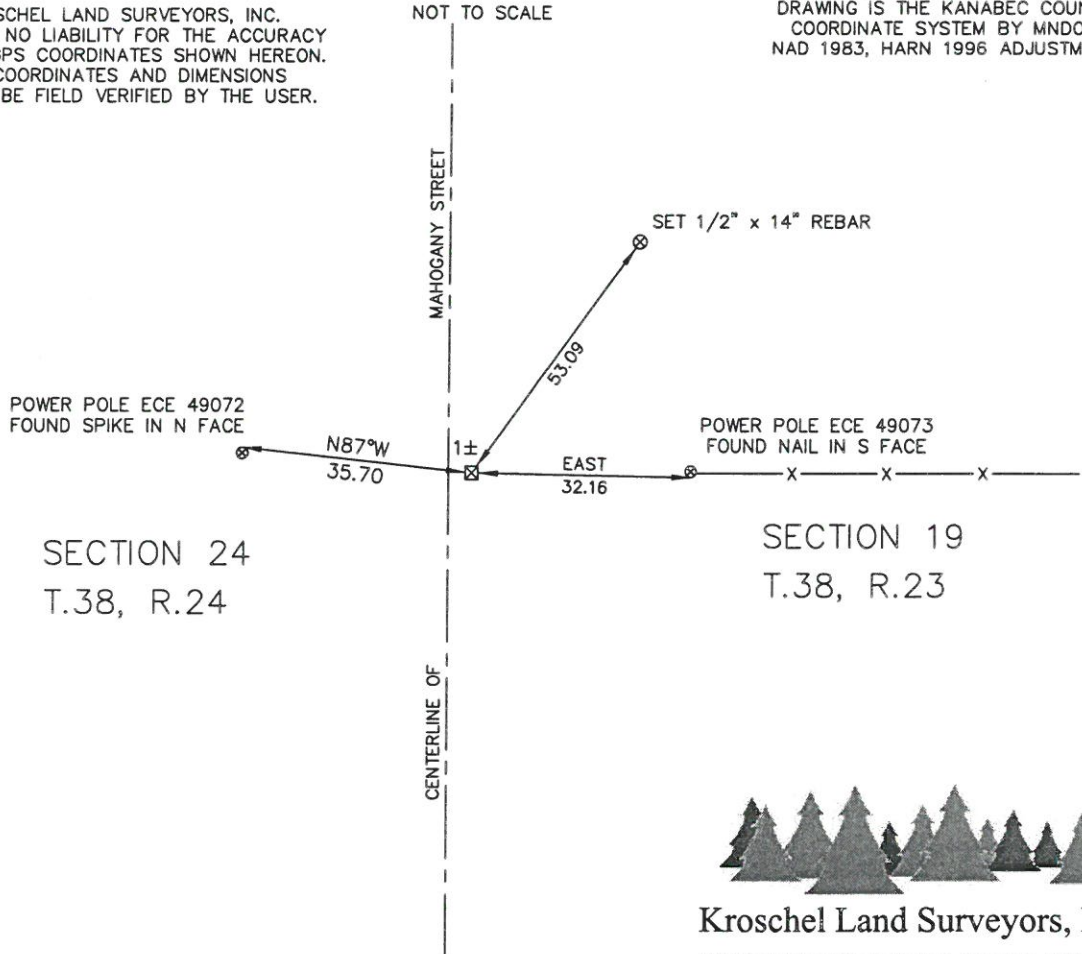 SCHEL LAND SURVEYORS, INC.
NO LIABILITY FOR THE ACCURACY
GPS COORDINATES SHOWN HEREON.
COORDINATES AND DIMENSIONS
BE FIELD VERIFIED BY THE USER.
NOT TO SCALE
DRAWING IS THE KANABEC COUN
COORDINATE SYSTEM BY MNDO
NAD 1983, HARN 1996 ADJUSTM
MAHOGANY STREET
SET 1/2" x 14" REBAR
53.09
POWER POLE ECE 49072
FOUND SPIKE IN N FACE
N87°W
35.70
1±
EAST
32.16
POWER POLE ECE 49073
FOUND NAIL IN S FACE
X X X
SECTION 24
T.38, R.24
SECTION 19
T.38, R.23
CENTERLINE OF
Kroschel Land Surveyors,